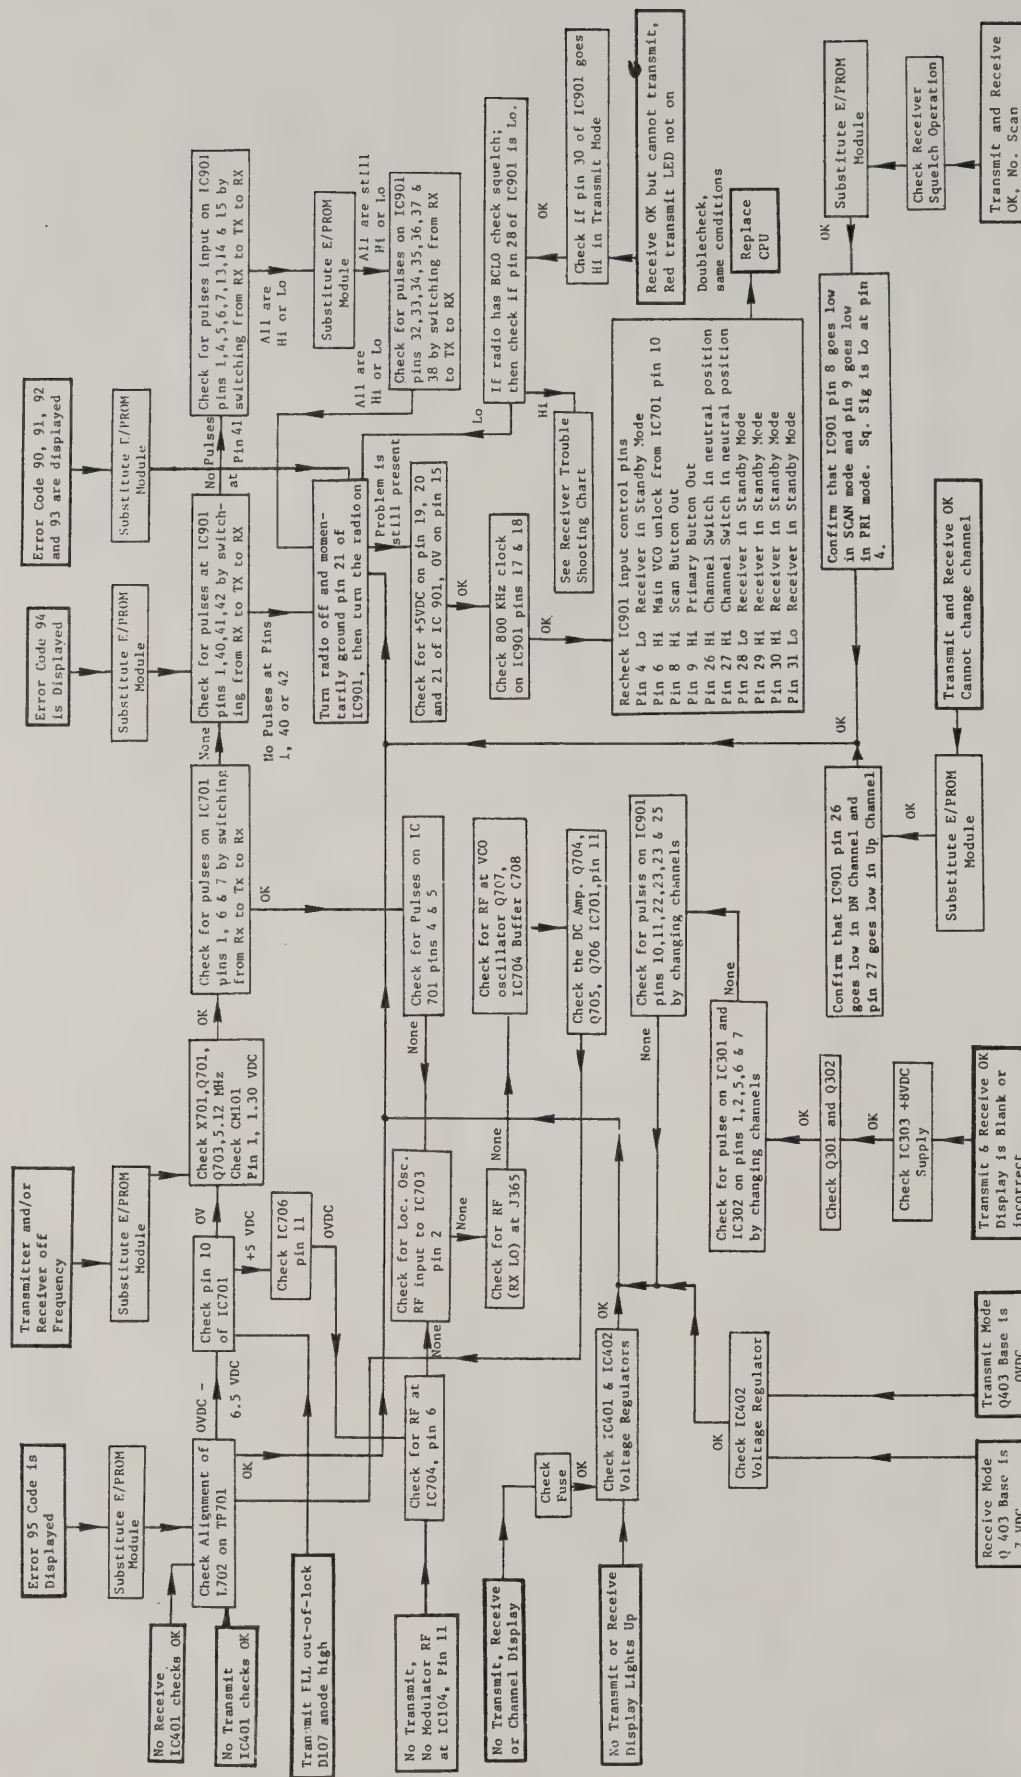 Error 95 Code is
Displayed
Substitute E/PROM
Module
No Receive
IC401 checks OK
No Transmit
IC401 checks OK
Check Alignment of
L702 on TP701
OVDC -
6.5 VDC
OK
Transmit PLL out-of-lock
D107 anode high
Transmitter and/or
Receiver off
Frequency
Substitute E/PROM
Module
Check pin 10
of IC701
OV
+5 VDC
Check IC706
pin 11
OVDC
Check X701,Q701,
Q703,5.12 MHz
Check CM101
Pin 1, 1.30 VDC
OK
Check for pulses on IC701
pins 1, 6 & 7 by switching
from Rx to Tx to Rx
None
OK
Error Code 94
is Displayed
Substitute E/PROM
Module
Check for pulses at IC901
pins 1,40,41,42 by switch-
ing from RX to TX to RX
No Pulses
at Pin 41
No Pulses at Pins
1, 40 or 42
Error Code 90, 91, 92
and 93 are displayed
Substitute E/PROM
Module
Check for pulses input on IC901
pins 1,4,5,6,7,13,14 & 15 by
switching from RX to TX to RX
All are
Hi or Lo
Substitute E/PROM
Module
All are still
Hi or Lo
Check for pulses on IC901
pins 32,33,34,35,36,37 &
38 by switching from RX
to TX to RX
All are
Hi or Lo
Turn radio off and momen-
tarily ground pin 21 of
IC901, then turn the radio on
Problem is
still present
Check for +5VDC on pin 19, 20
and 21 of IC 901, OV on pin 15
OK
Check 800 KHz clock
on IC901 pins 17 & 18
OK
If radio has BCLO check squelch;
then check if pin 28 of IC901 is Lo.
Lo
Hi
OK
See Receiver Trouble
Shooting Chart
Check if pin 30 of IC901 goes
Hi in Transmit Mode
Receive OK but cannot transmit,
Red transmit LED not on
Recheck IC901 input control pins
Pin 4 Lo Receiver in Standby Mode
Pin 6 Hi Main VCO unlock from IC701 pin 10
Pin 8 Hi Scan Button Out
Pin 9 Hi Primary Button Out
Pin 26 Hi Channel Switch in neutral position
Pin 27 Hi Channel Switch in neutral position
Pin 28 Lo Receiver in Standby Mode
Pin 29 Hi Receiver in Standby Mode
Pin 30 Hi Receiver in Standby Mode
Pin 31 Lo Receiver in Standby Mode
Doublecheck,
same conditions
Replace
CPU
Check for Pulses on IC
701 pins 4 & 5
None
No Transmit,
No Modulator RF
at IC104, Pin 11
Check for RF at
IC704, pin 6
None
Check for Loc. Osc.
RF input to IC703
pin 2
None
Check for RF
(RX LO) at J365
None
Check for RF at VCO
oscillator Q707,
IC704 Buffer C708
Check the DC Amp. Q704,
Q705, Q706 IC701,pin 11
No Transmit, Receive
or Channel Display
Check
Fuse
OK
No Transmit or Receive
Display Lights Up
Check IC401 & IC402
Voltage Regulators
OK
Check for pulses on IC901
pins 10,11,22,23,23 & 25
by changing channels
None
None
Check for pulse on IC301 and
IC302 on pins 1,2,5,6 & 7
by changing channels
OK
Check Q301 and Q302
OK
Check IC303 +8VDC
Supply
Transmit & Receive OK
Display is Blank or
incorrect
Check IC402
Voltage Regulator
OK
Receive Mode
Q 403 Base is
7 VDC
Transmit Mode
Q403 Base is
OVDC
Confirm that IC901 pin 26
goes low in DN Channel and
pin 27 goes low in Up Channel
OK
OK
Substitute E/PROM
Module
Transmit and Receive OK
Cannot change channel
Confirm that IC901 pin 8 goes low
in SCAN mode and pin 9 goes low
in PRI mode. Sq. Sig is Lo at pin
4.
OK
Substitute E/PROM
Module
Check Receiver
Squelch Operation
Transmit and Receive
OK, No. Scan